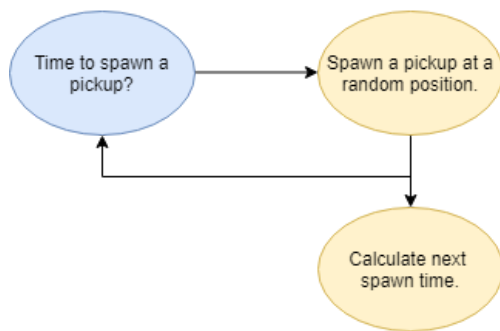 Time to spawn a
pickup?
Spawn a pickup at a
random position.
Calculate next
spawn time.